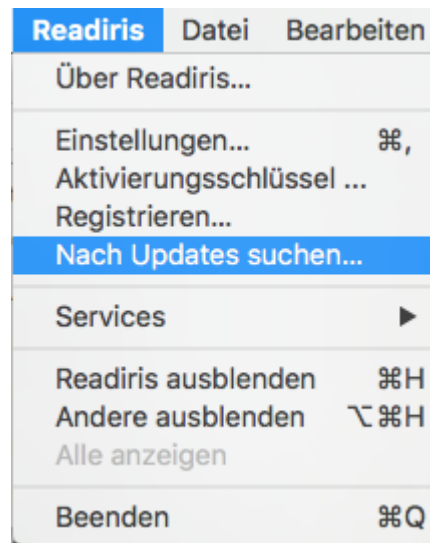 Readiris Datei Bearbeiten
Über Readiris...
Einstellungen... ⌘,
Aktivierungsschlüssel ...
Registrieren...
Nach Updates suchen...
Services ▶
Readiris ausblenden ⌘H
Andere ausblenden ⌥⌘H
Alle anzeigen
Beenden ⌘Q